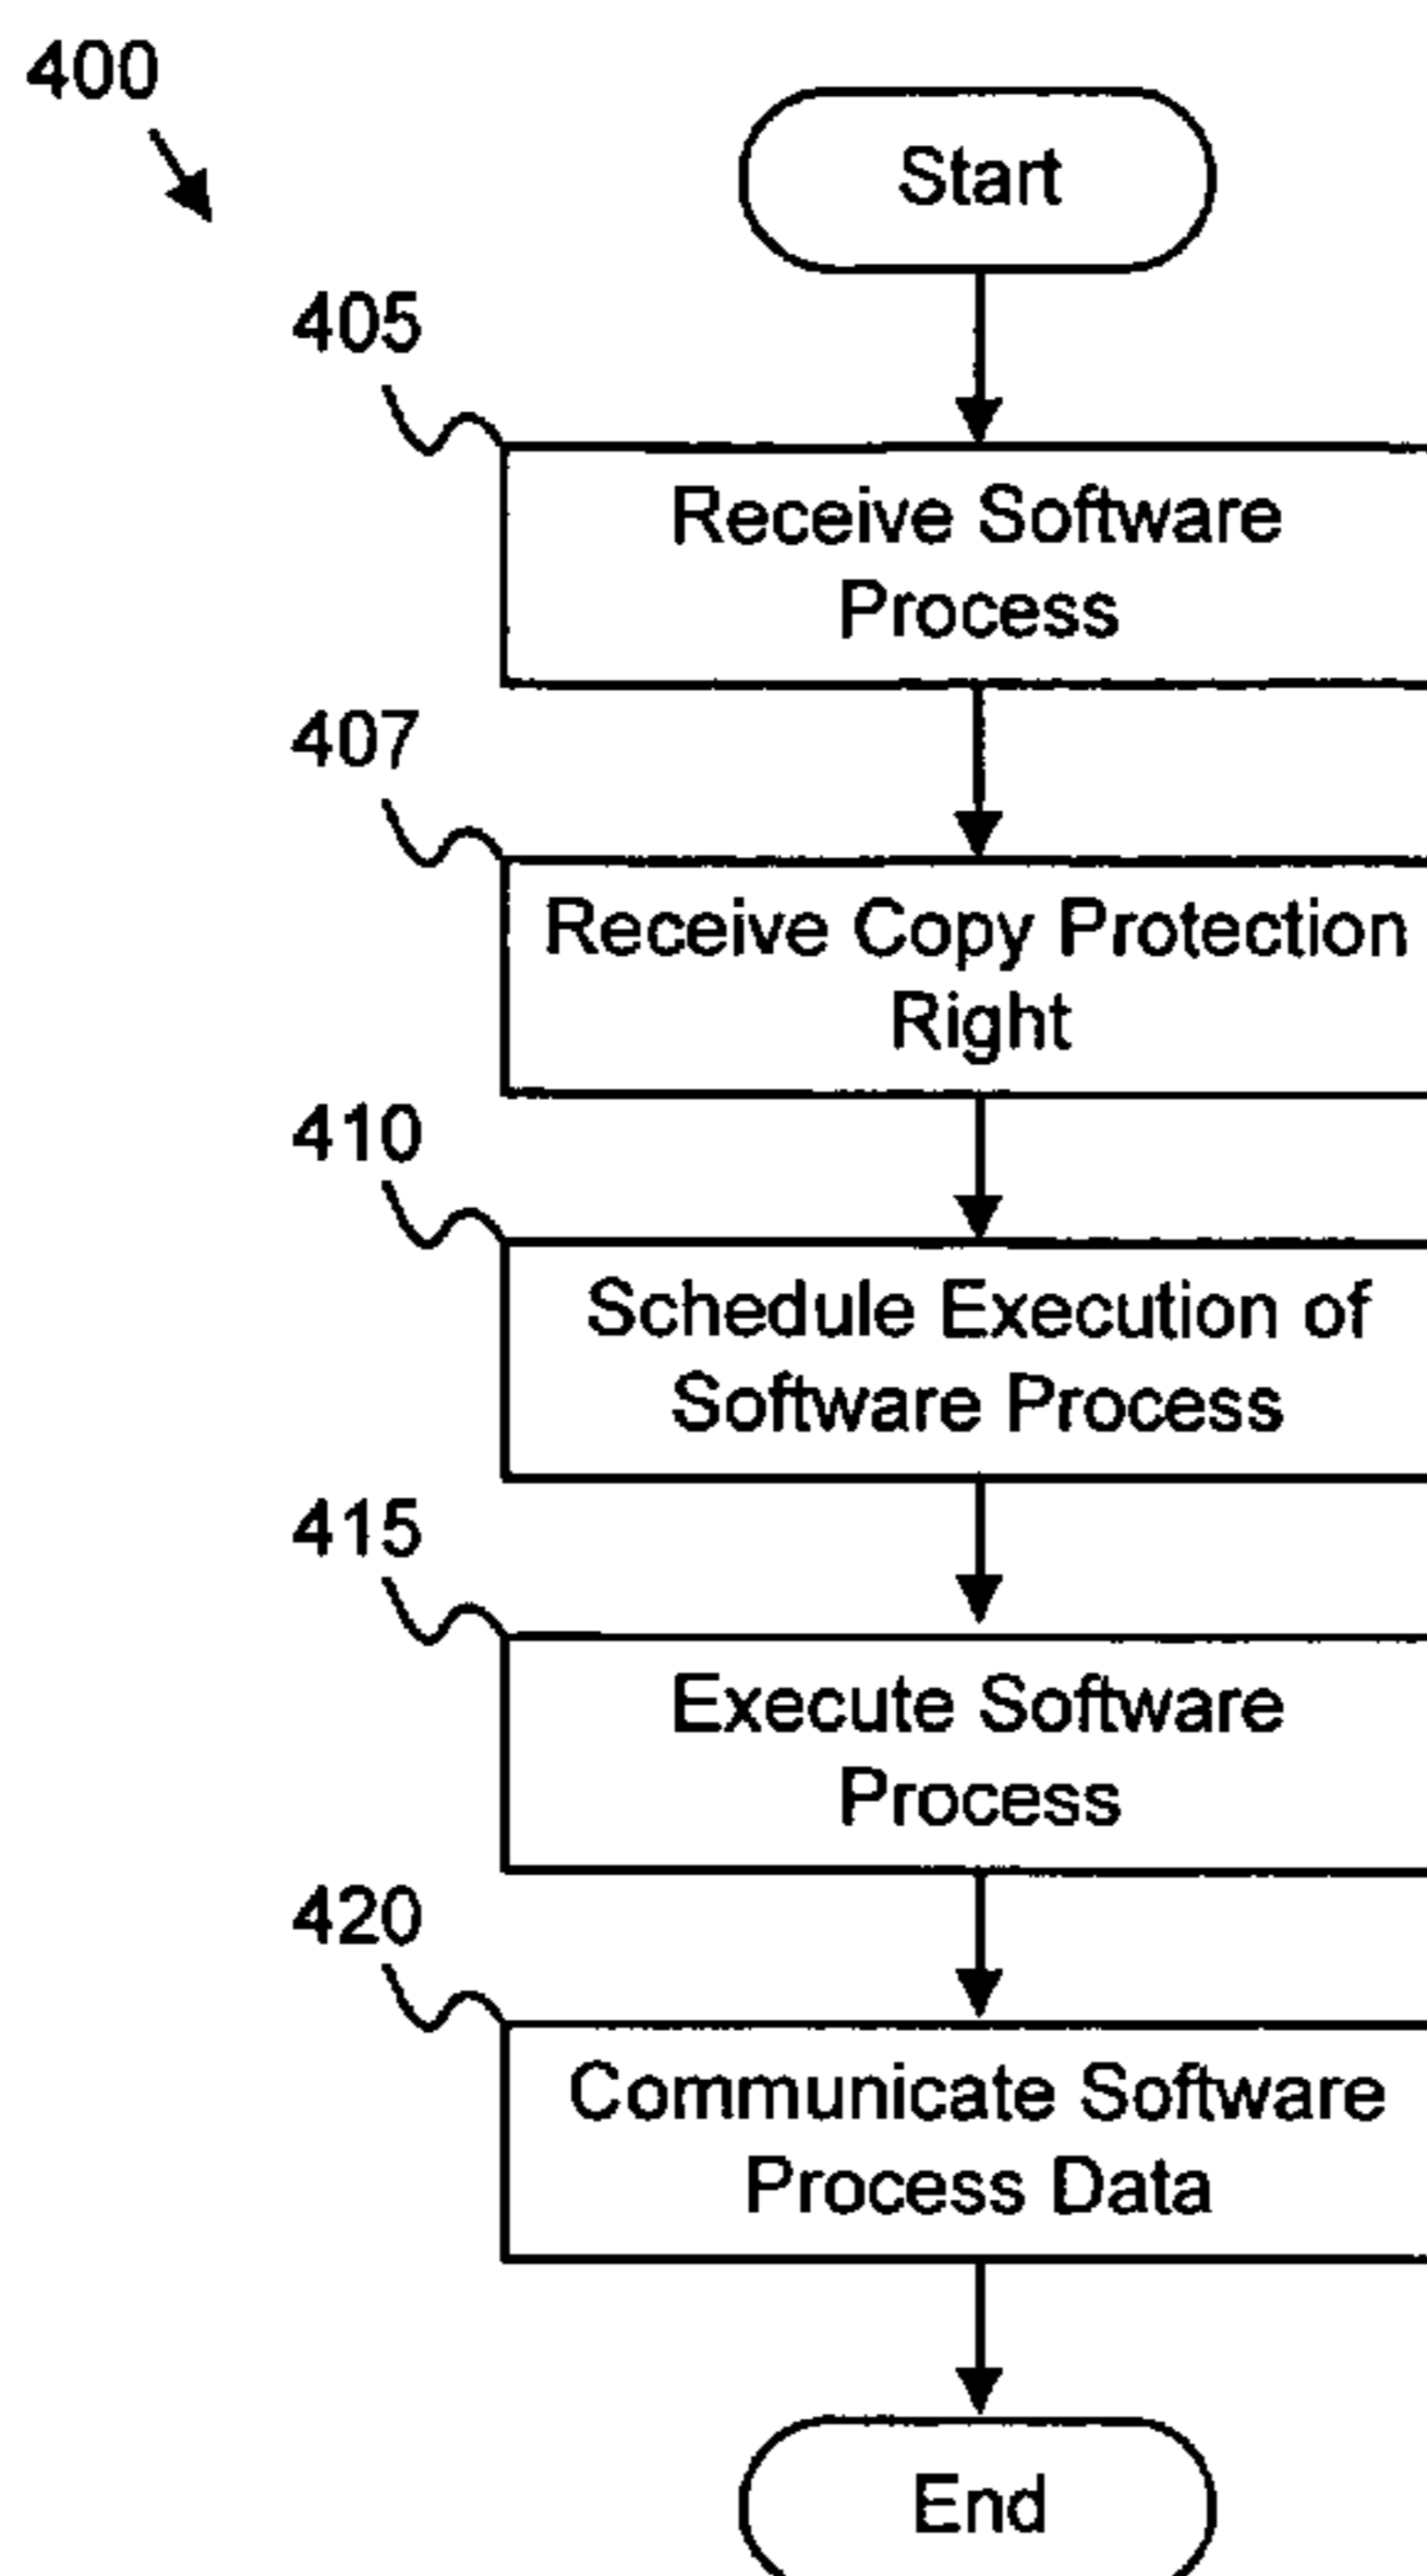 400
Start
405
Receive Software
Process
407
Receive Copy Protection
Right
410
Schedule Execution of
Software Process
415
Execute Software
Process
420
Communicate Software
Process Data
End